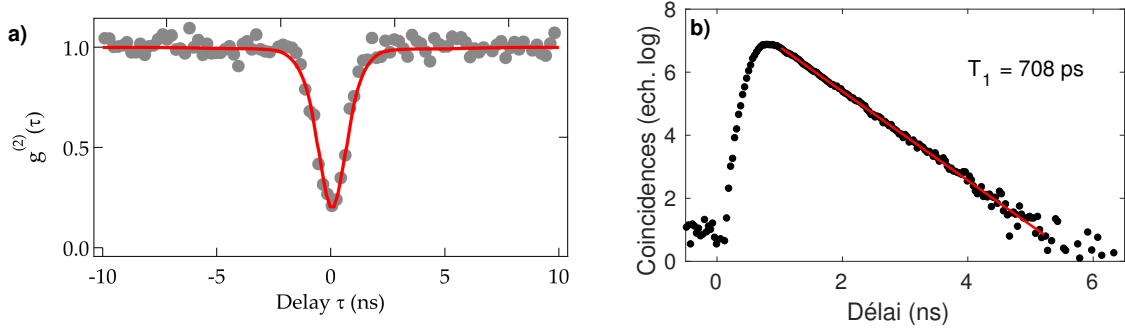 a)
1.0
0.5
0.0
g⁽²⁾(τ)
-10 -5 0 5 10
Delay τ (ns)
b)
8
6
4
2
0
Coincidences (ech. log)
T₁ = 708 ps
0 2 4 6
Délai (ns)